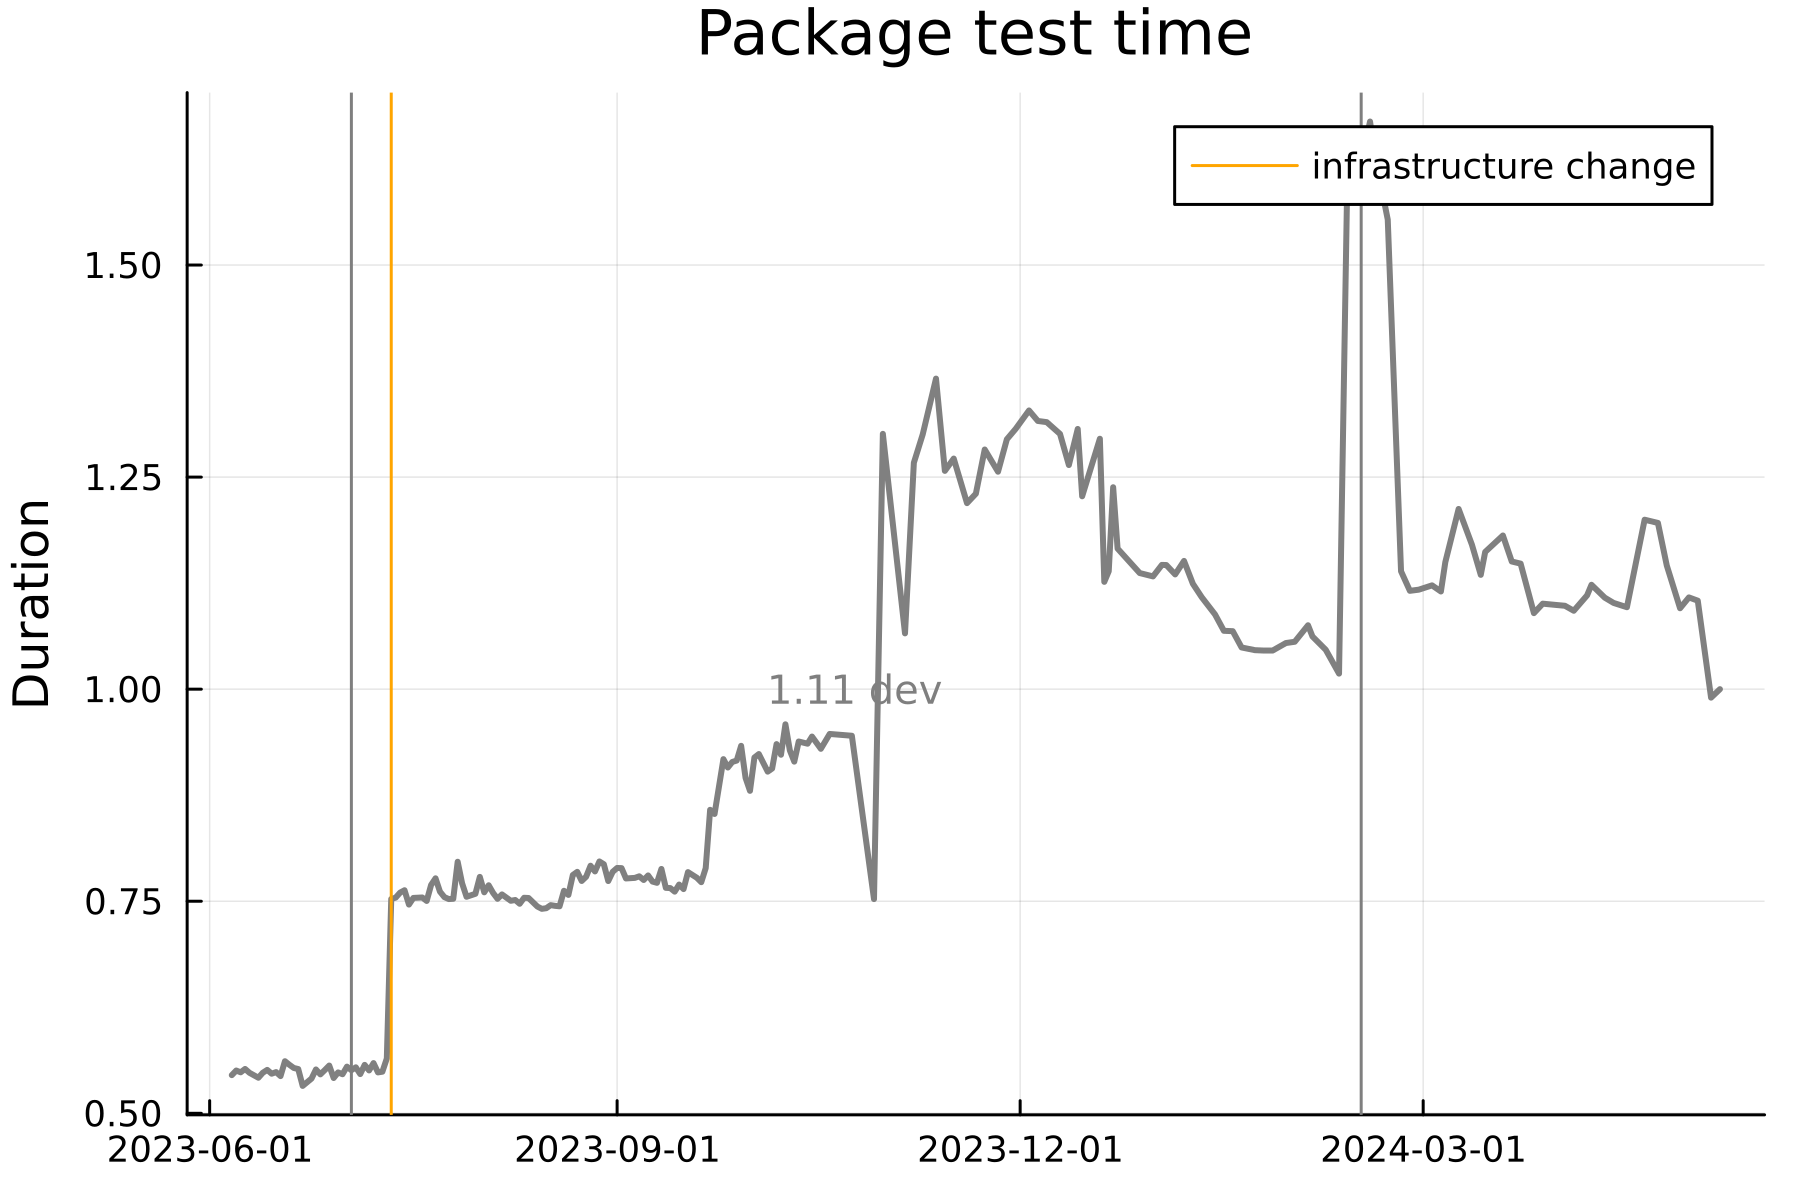 Package test time
infrastructure change
1.50
1.25
1.00
0.75
0.50
Duration
1.11 dev
2023-06-01
2023-09-01
2023-12-01
2024-03-01